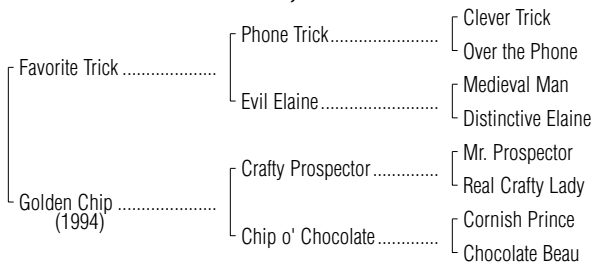 Clever Trick
Phone Trick..........................
Over the Phone
Favorite Trick ....................
Medieval Man
Evil Elaine............................
Distinctive Elaine
Mr. Prospector
Crafty Prospector...............
Real Crafty Lady
Golden Chip .....................
(1994)
Cornish Prince
Chip o' Chocolate..............
Chocolate Beau